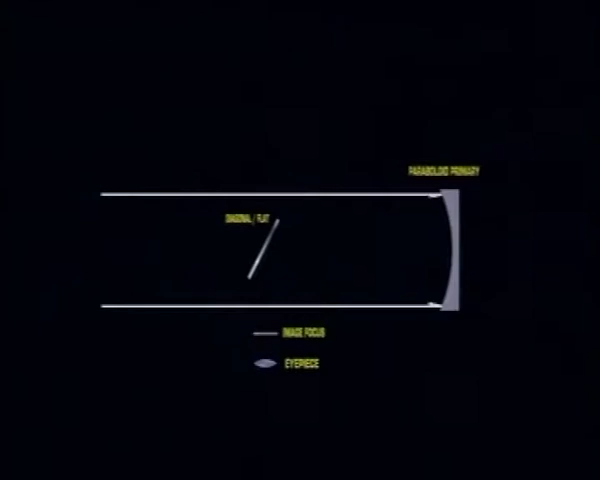 PARABOLOID PRIMARY
DIAGONAL / FLAT
IMAGE FOCUS
EYEPIECE